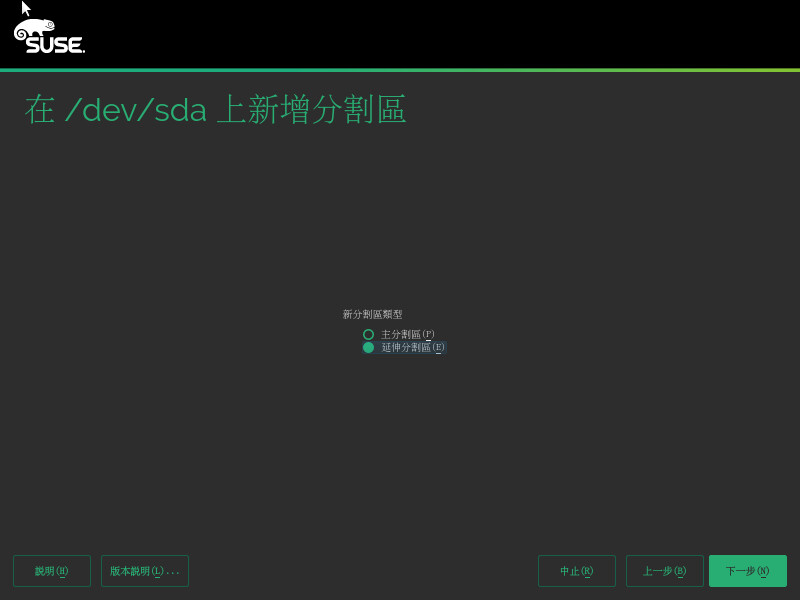 SUSE.
在 /dev/sda 上新增分割區
新分割區類型
主分割區(P)
延伸分割區(E)
說明(H)
版本說明(L)...
中止(R)
上一步(B)
下一步(N)